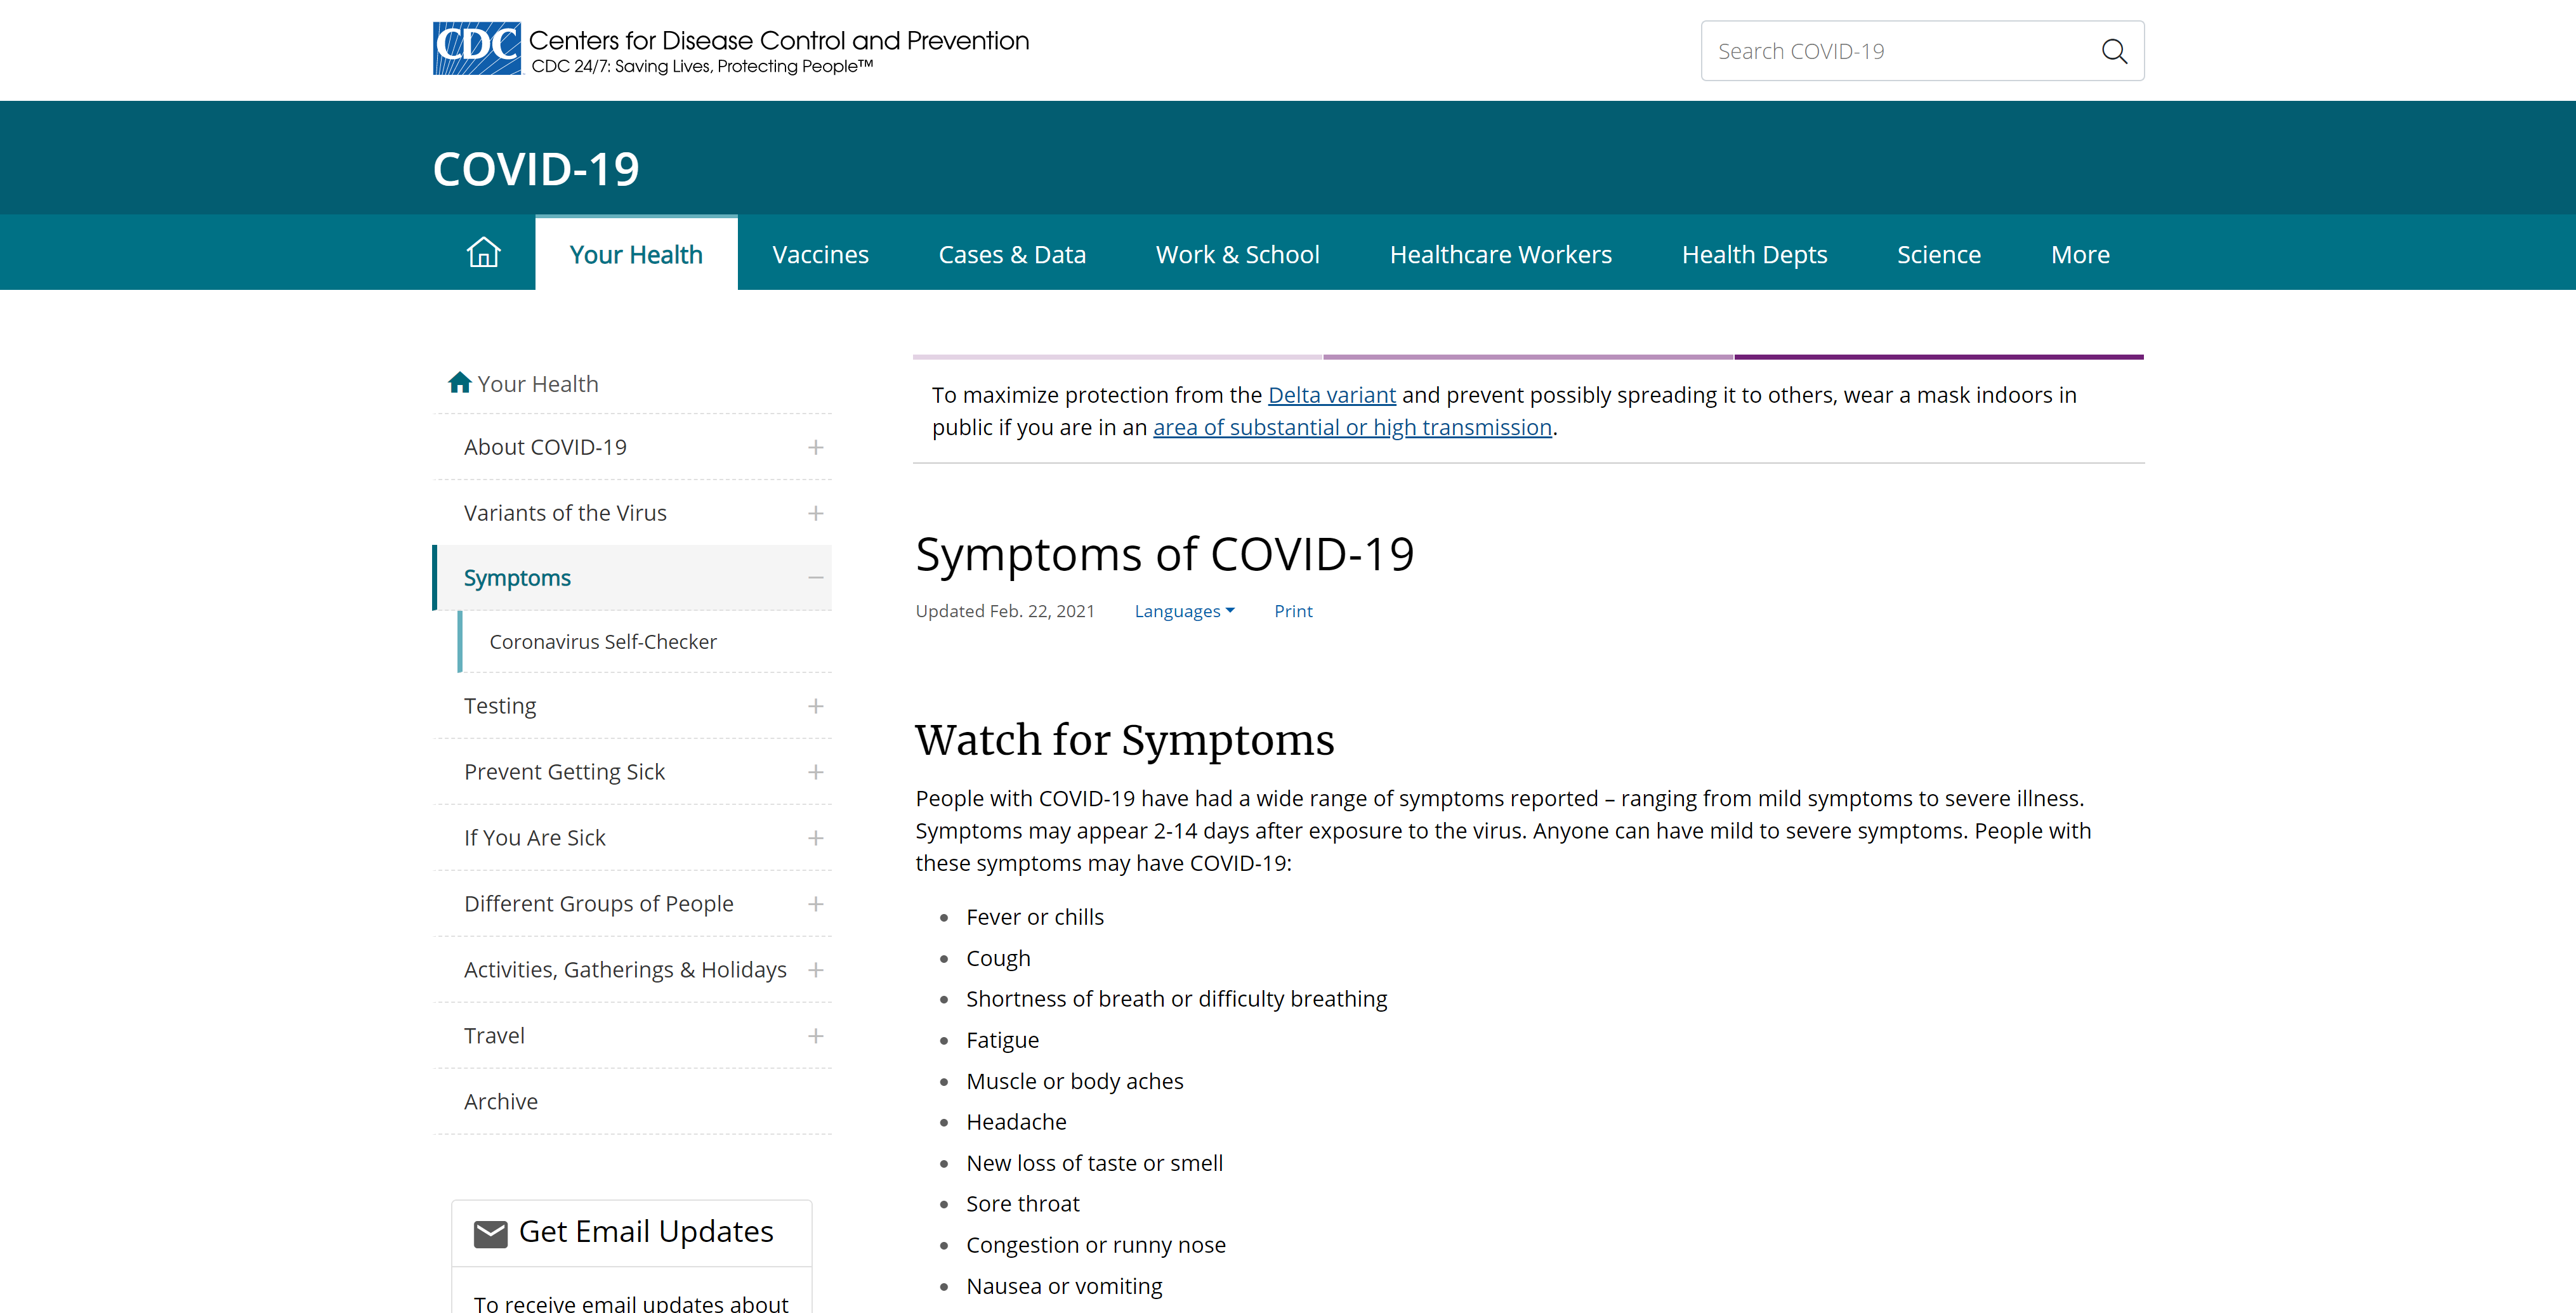 CDC Centers for Disease Control and Prevention
CDC 24/7: Saving Lives, Protecting People™
Search COVID-19
COVID-19
Your Health Vaccines Cases & Data Work & School Healthcare Workers Health Depts Science More
Your Health
About COVID-19
Variants of the Virus
Symptoms
Coronavirus Self-Checker
Testing
Prevent Getting Sick
If You Are Sick
Different Groups of People
Activities, Gatherings & Holidays
Travel
Archive
Get Email Updates
To receive email updates about
To maximize protection from the Delta variant and prevent possibly spreading it to others, wear a mask indoors in
public if you are in an area of substantial or high transmission.
Symptoms of COVID-19
Updated Feb. 22, 2021 Languages Print
Watch for Symptoms
People with COVID-19 have had a wide range of symptoms reported – ranging from mild symptoms to severe illness.
Symptoms may appear 2-14 days after exposure to the virus. Anyone can have mild to severe symptoms. People with
these symptoms may have COVID-19:
Fever or chills
Cough
Shortness of breath or difficulty breathing
Fatigue
Muscle or body aches
Headache
New loss of taste or smell
Sore throat
Congestion or runny nose
Nausea or vomiting